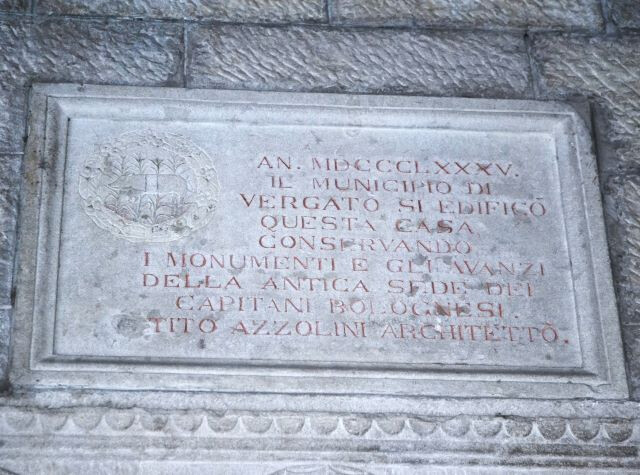 AN. MDCCCLXXXV.
IL MUNICIPIO DI
VERGATO SI EDIFICÒ
QUESTA CASA
CONSERVANDO
I MONUMENTI E GLI AVANZI
DELLA ANTICA SEDE DEI
CAPITANI BOLOGNESI.
TITO AZZOLINI ARCHITETTÒ.